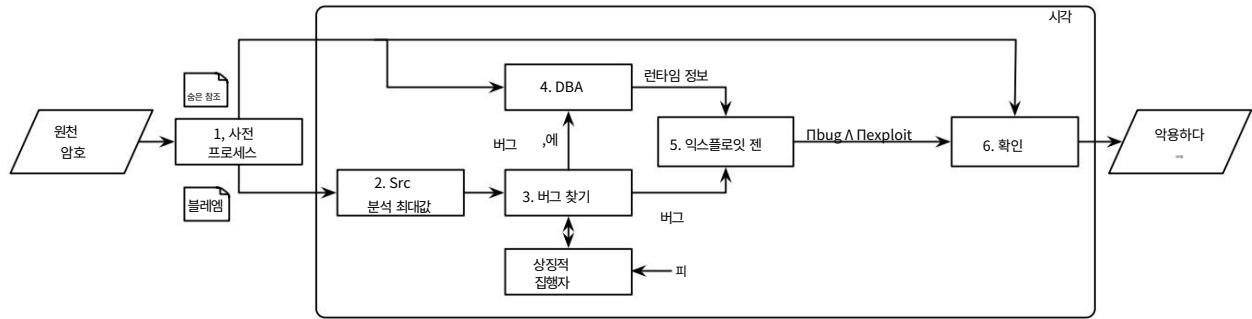 시각
숨은 참조
원천
암호
1, 사전
프로세스
블레엠
2. Src
분석 최대값
4. DBA
런타임 정보
버그
,에
3. 버그 찾기
버그
상징적
집행자
피
5. 익스플로잇 젠
Πbug Λ Πexploit
6. 확인
악용하다